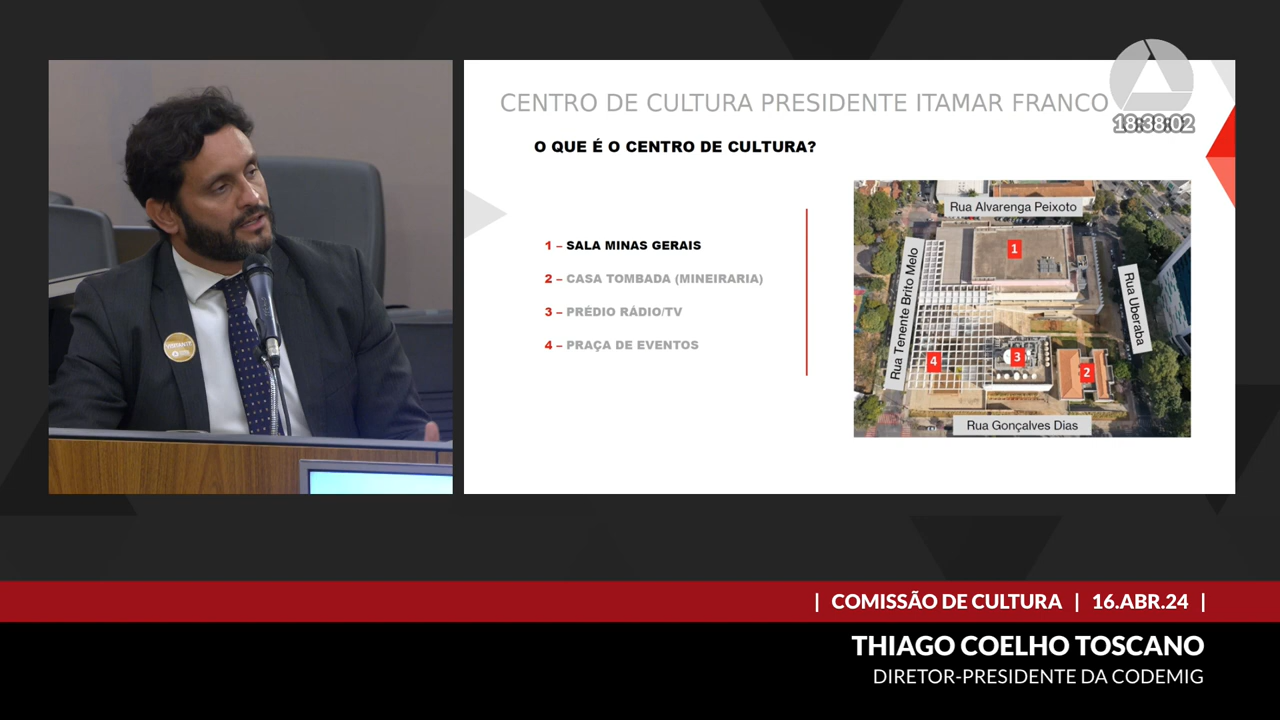 CENTRO DE CULTURA PRESIDENTE ITAMAR FRANCO
18:38:02
O QUE É O CENTRO DE CULTURA?
1 – SALA MINAS GERAIS
2 – CASA TOMBADA (MINEIRARIA)
3 – PRÉDIO RÁDIO/TV
4 – PRAÇA DE EVENTOS
Rua Alvarenga Peixoto
1
Rua Tenente Brito Melo
Rua Uberaba
4
3
2
Rua Gonçalves Dias
| COMISSÃO DE CULTURA | 16.ABR.24 |
THIAGO COELHO TOSCANO
DIRETOR-PRESIDENTE DA CODEMIG